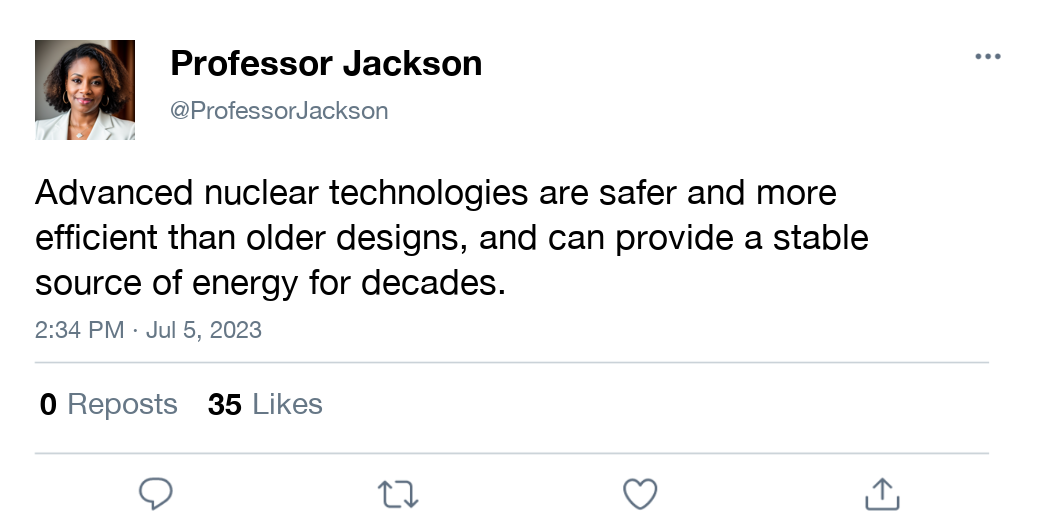 Professor Jackson
@ProfessorJackson
Advanced nuclear technologies are safer and more
efficient than older designs, and can provide a stable
source of energy for decades.
2:34 PM · Jul 5, 2023
0 Reposts 35 Likes